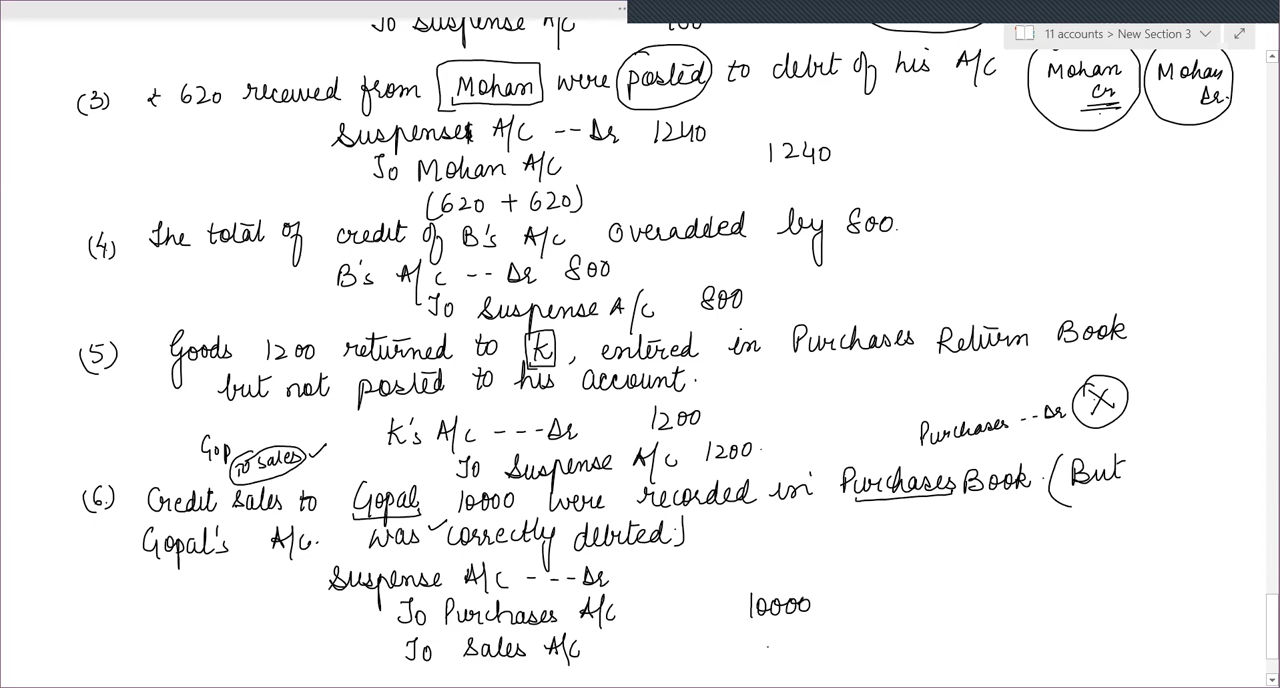 To Suspense A/C
11 accounts > New Section 3
(3) ₹ 620 received from Mohan were posted to debit of his A/C
Mohan Cr
Mohan Dr.
Suspense A/C -- Dr 1240
To Mohan A/C 1240
(620 + 620)
(4) The total of credit of B's A/C Overadded by 800.
B's A/C -- Dr 800
To Suspense A/C 800
(5) Goods 1200 returned to K, entered in Purchases Return Book
but not posted to his account.
K's A/C --- Dr 1200
Purchases -- Dr X
Gop To Sales ✓
To Suspense A/C 1200.
(6.) Credit Sales to Gopal 10000 were recorded in Purchases Book. (But
Gopal's A/C. was ✓ correctly debited.)
Suspense A/C ---- Dr
To Purchases A/C 10000
To Sales A/C